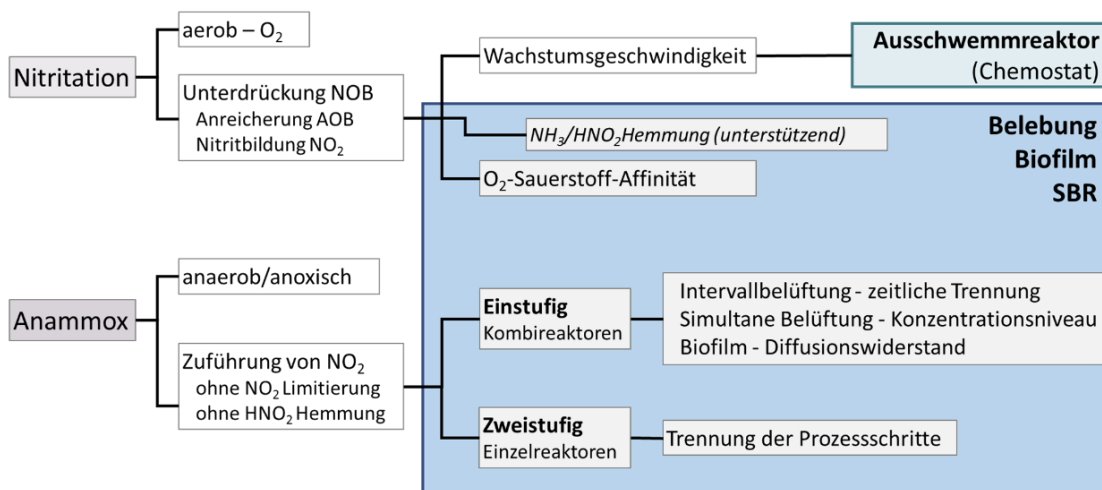 Nitritation
aerob – O₂
Unterdrückung NOB
Anreicherung AOB
Nitritbildung NO₂
Wachstumsgeschwindigkeit
Ausschwemmreaktor
(Chemostat)
NH₃/HNO₂Hemmung (unterstützend)
O₂-Sauerstoff-Affinität
Belebung
Biofilm
SBR
Anammox
anaerob/anoxisch
Zuführung von NO₂
ohne NO₂ Limitierung
ohne HNO₂ Hemmung
Einstufig
Kombireaktoren
Intervallbelüftung - zeitliche Trennung
Simultane Belüftung - Konzentrationsniveau
Biofilm - Diffusionswiderstand
Zweistufig
Einzelreaktoren
Trennung der Prozessschritte